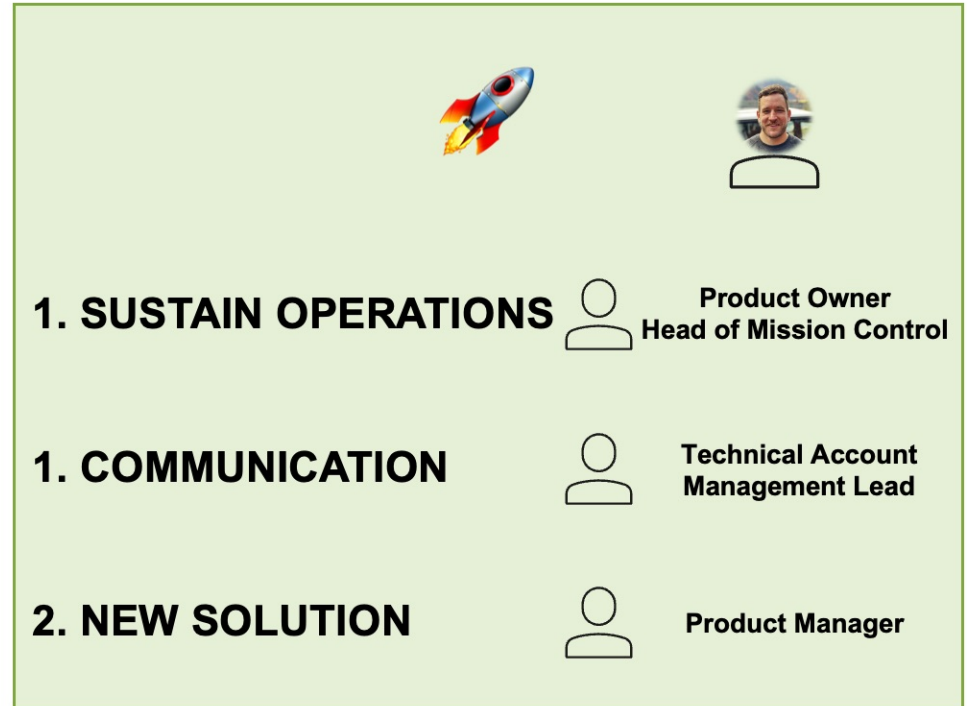 1. SUSTAIN OPERATIONS
Product Owner
Head of Mission Control
1. COMMUNICATION
Technical Account
Management Lead
2. NEW SOLUTION
Product Manager